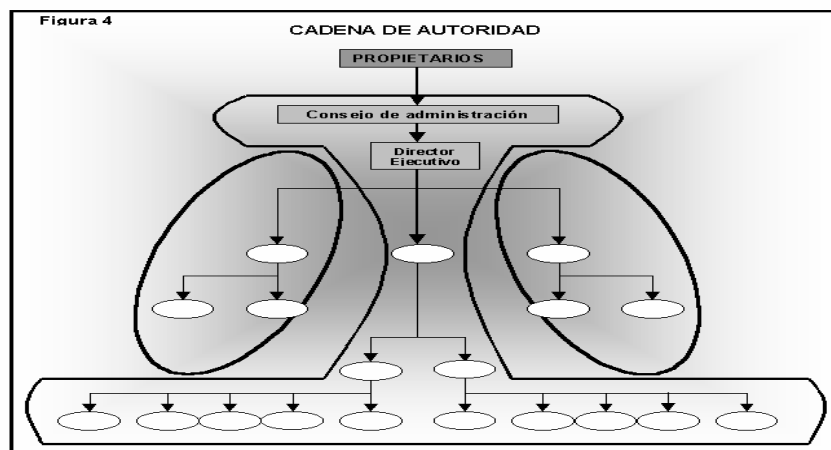 Figura 4
CADENA DE AUTORIDAD
PROPIETARIOS
Consejo de administración
Director
Ejecutivo